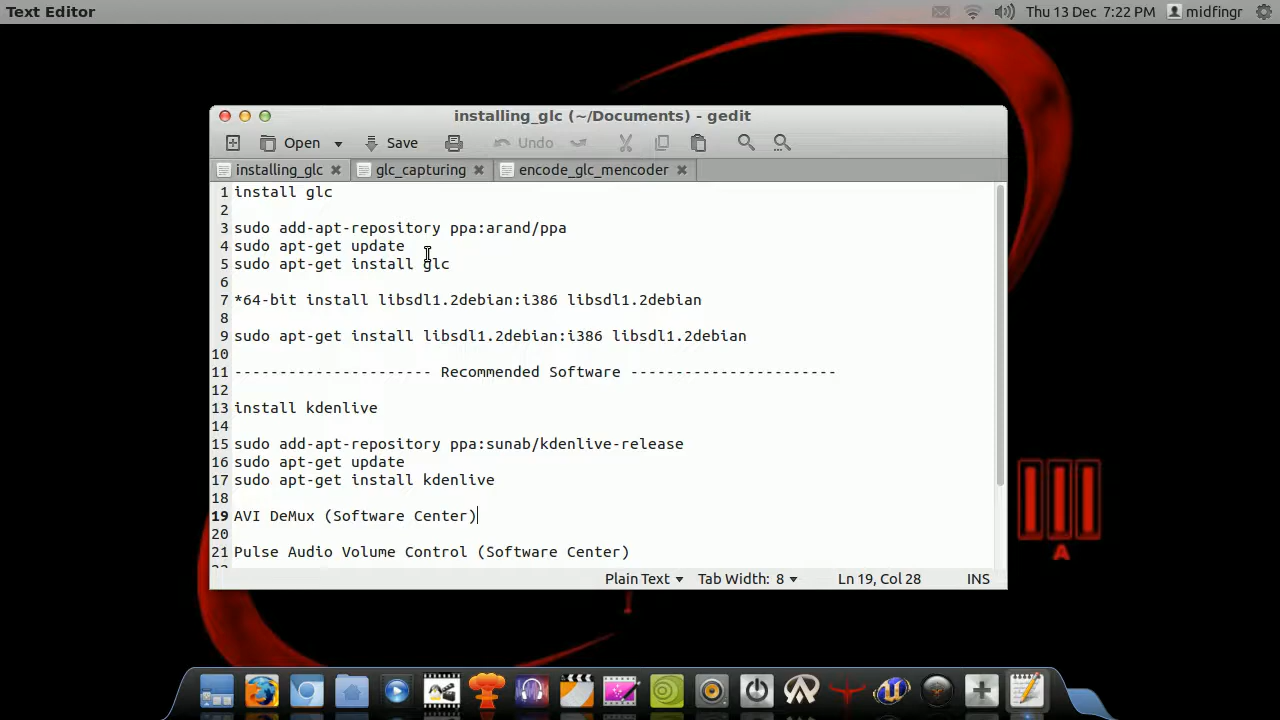 Text Editor
Thu 13 Dec 7:22 PM midfingr
installing_glc (~/Documents) - gedit
Open Save Undo
installing_glc glc_capturing encode_glc_mencoder
1 install glc
2
3 sudo add-apt-repository ppa:arand/ppa
4 sudo apt-get update
5 sudo apt-get install glc
6
7 *64-bit install libsdl1.2debian:i386 libsdl1.2debian
8
9 sudo apt-get install libsdl1.2debian:i386 libsdl1.2debian
10
11 ---------------------- Recommended Software -----------------------
12
13 install kdenlive
14
15 sudo add-apt-repository ppa:sunab/kdenlive-release
16 sudo apt-get update
17 sudo apt-get install kdenlive
18
19 AVI DeMux (Software Center)
20
21 Pulse Audio Volume Control (Software Center)
Plain Text Tab Width: 8 Ln 19, Col 28 INS
A